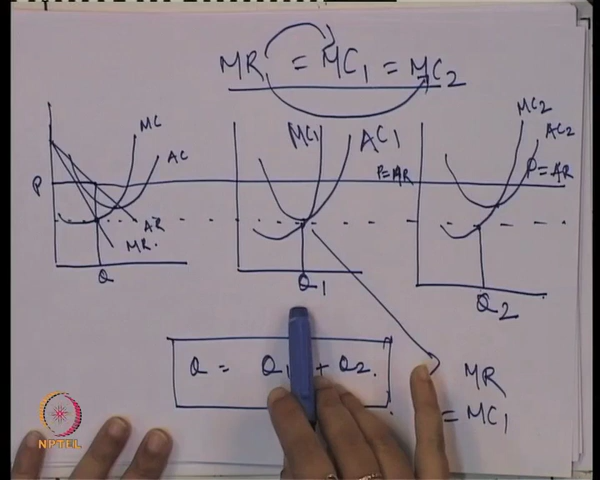 MR = MC1 = MC2
MC AC AR MR. P Q
MC1 AC1 P=AR Q1
MC2 AC2 P=AR Q2
Q = Q1 + Q2.
MR
= MC1
NPTEL